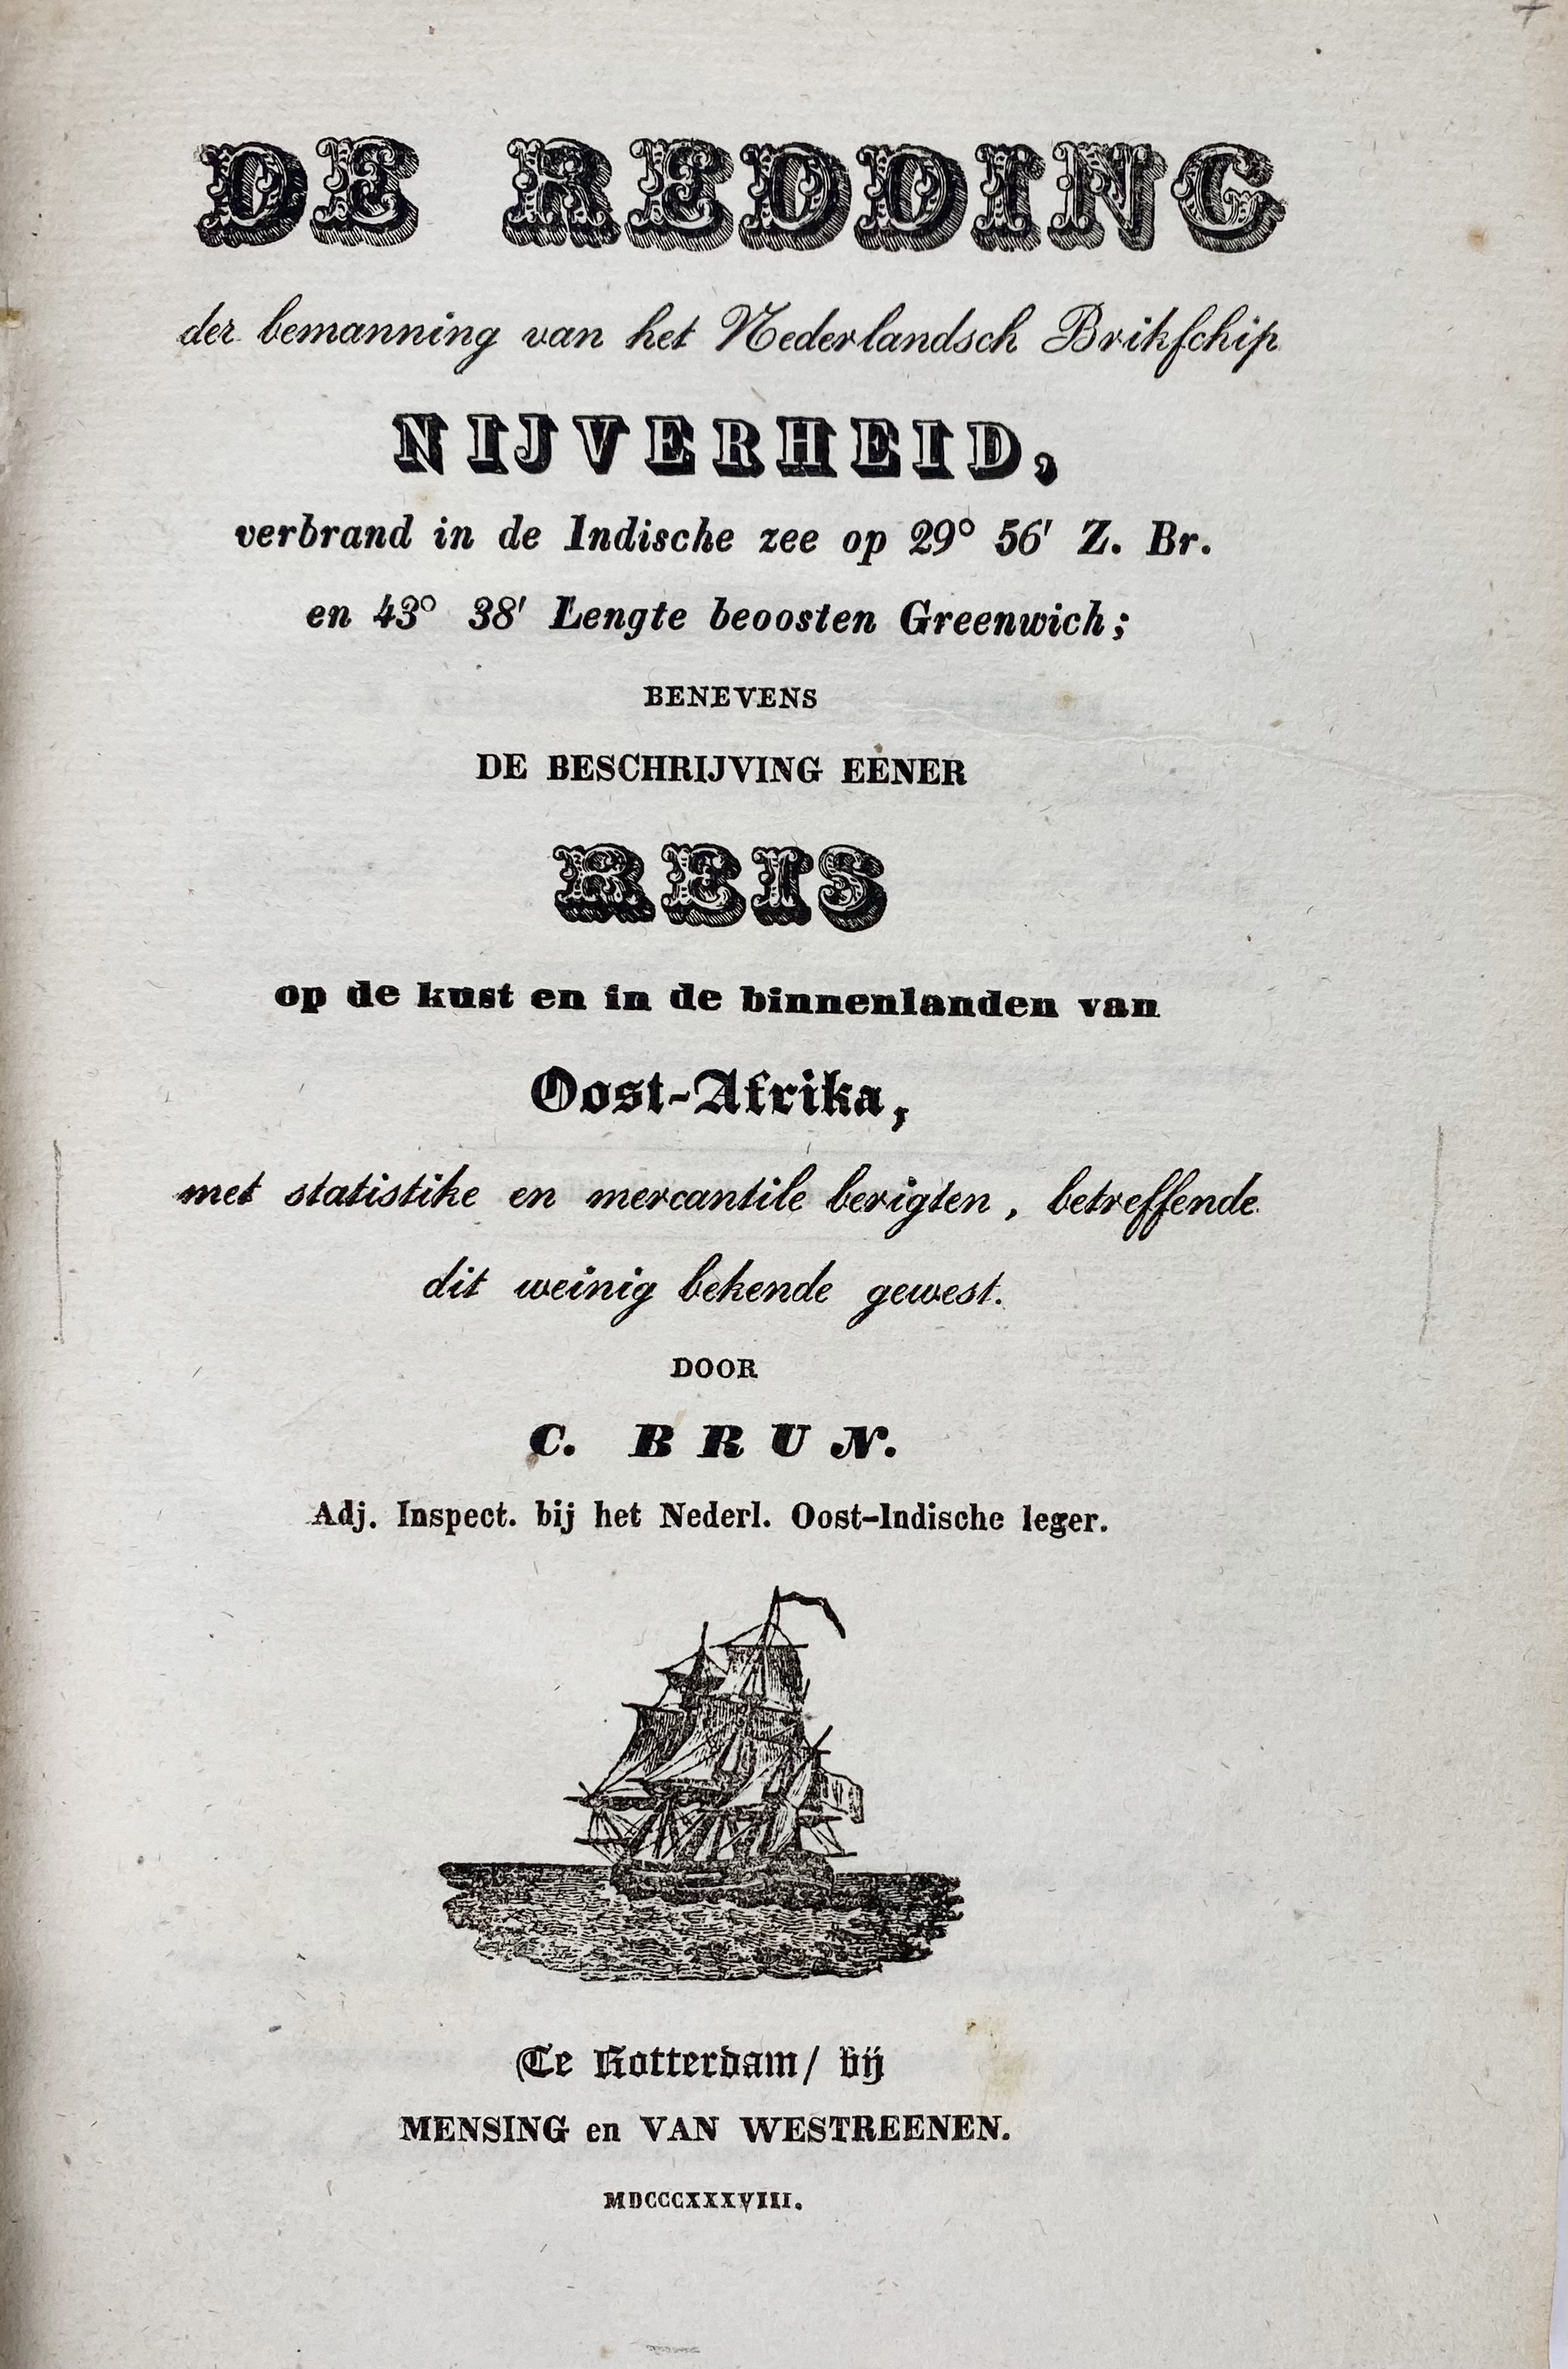 DE REDDING
der bemanning van het Nederlandsch Brikſchip
NIJVERHEID,
verbrand in de Indische zee op 29° 56′ Z. Br.
en 43° 38′ Lengte beoosten Greenwich;
BENEVENS
DE BESCHRIJVING EENER
REIS
op de kust en in de binnenlanden van
Oost-Afrika,
met statistike en mercantile berigten, betreffende
dit weinig bekende gewest.
DOOR
C. BRUN.
Adj. Inspect. bij het Nederl. Oost-Indische leger.
Te Rotterdam/ bij
MENSING en VAN WESTREENEN.
MDCCCXXXVIII.